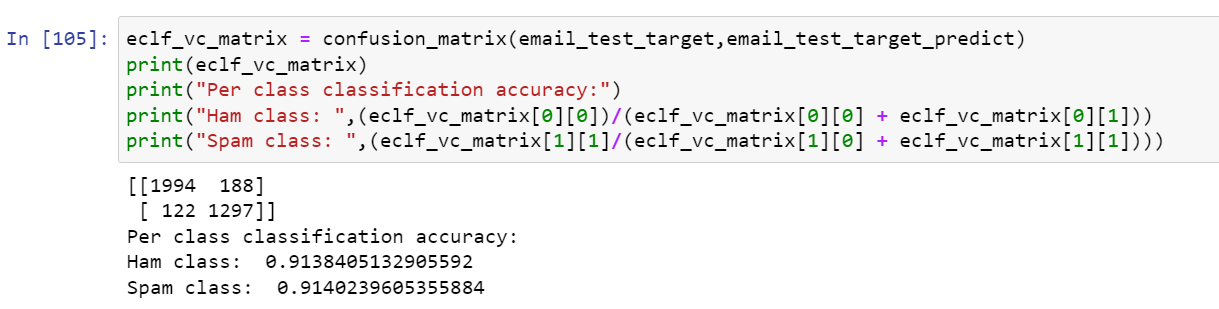 In [105]: eclf_vc_matrix = confusion_matrix(email_test_target,email_test_target_predict)
print(eclf_vc_matrix)
print("Per class classification accuracy:")
print("Ham class: ",(eclf_vc_matrix[0][0])/(eclf_vc_matrix[0][0] + eclf_vc_matrix[0][1]))
print("Spam class: ",(eclf_vc_matrix[1][1]/(eclf_vc_matrix[1][0] + eclf_vc_matrix[1][1])))
[[1994  188]
 [ 122 1297]]
Per class classification accuracy:
Ham class:  0.9138405132905592
Spam class:  0.9140239605355884